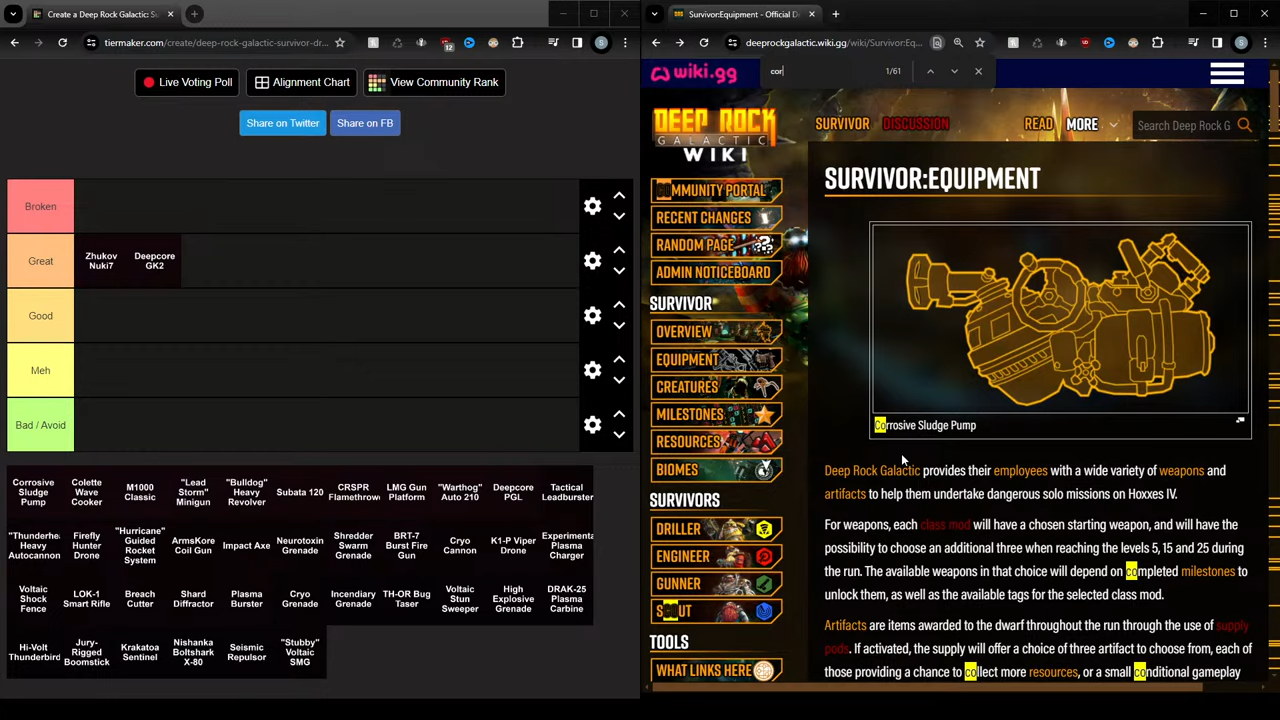 Create a Deep Rock Galactic: Su
tiermaker.com/create/deep-rock-galactic-survivor-dr...
12
S
Live Voting Poll
Alignment Chart
View Community Rank
Share on Twitter
Share on FB
Broken
Great
Zhukov
Nuki7
Deepcore
GK2
Good
Meh
Bad / Avoid
Corrosive
Sludge
Pump
Colette
Wave
Cooker
M1000
Classic
"Lead
Storm"
Minigun
"Bulldog"
Heavy
Revolver
Subata 120
CRSPR
Flamethrow
LMG Gun
Platform
"Warthog"
Auto 210
Deepcore
PGL
Tactical
Leadburster
"Thunderhe
Heavy
Autocannon
Firefly
Hunter
Drone
"Hurricane"
Guided
Rocket
System
ArmsKore
Coil Gun
Impact Axe
Neurotoxin
Grenade
Shredder
Swarm
Grenade
BRT-7
Burst Fire
Gun
Cryo
Cannon
K1-P Viper
Drone
Experimenta
Plasma
Charger
Voltaic
Shock
Fence
LOK-1
Smart Rifle
Breach
Cutter
Shard
Diffractor
Plasma
Burster
Cryo
Grenade
Incendiary
Grenade
TH-OR Bug
Taser
Voltaic
Stun
Sweeper
High
Explosive
Grenade
DRAK-25
Plasma
Carbine
Hi-Volt
Thunderbird
Jury-
Rigged
Boomstick
Krakatoa
Sentinel
Nishanka
Boltshark
X-80
Seismic
Repulsor
"Stubby"
Voltaic
SMG
Survivor:Equipment - Official D
deeprockgalactic.wiki.gg/wiki/Survivor:Eq...
S
wiki.gg
cor
1/61
DEEP ROCK
GALACTIC
WIKI
SURVIVOR
DISCUSSION
READ
MORE
Search Deep Rock G
COMMUNITY PORTAL
RECENT CHANGES
RANDOM PAGE
ADMIN NOTICEBOARD
SURVIVOR
OVERVIEW
EQUIPMENT
CREATURES
MILESTONES
RESOURCES
BIOMES
SURVIVORS
DRILLER
ENGINEER
GUNNER
SCOUT
TOOLS
WHAT LINKS HERE
SURVIVOR:EQUIPMENT
Corrosive Sludge Pump
Deep Rock Galactic provides their employees with a wide variety of weapons and
artifacts to help them undertake dangerous solo missions on Hoxxes IV.
For weapons, each class mod will have a chosen starting weapon, and will have the
possibility to choose an additional three when reaching the levels 5, 15 and 25 during
the run. The available weapons in that choice will depend on completed milestones to
unlock them, as well as the available tags for the selected class mod.
Artifacts are items awarded to the dwarf throughout the run through the use of supply
pods. If activated, the supply will offer a choice of three artifact to choose from, each of
those providing a chance to collect more resources, or a small conditional gameplay